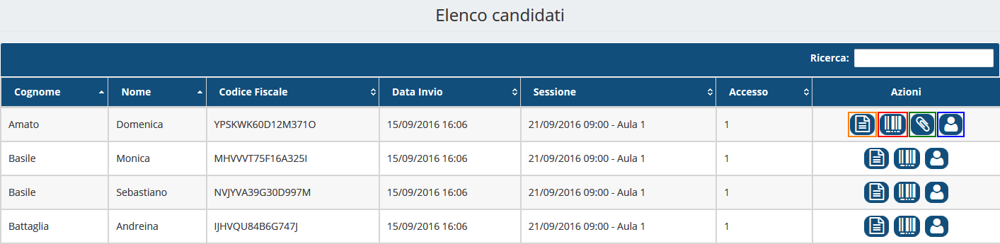 Elenco candidati
Ricerca:
Cognome Nome Codice Fiscale Data Invio Sessione Accesso Azioni
Amato Domenica YPSKWK60D12M371O 15/09/2016 16:06 21/09/2016 09:00 - Aula 1 1
Basile Monica MHVVVT75F16A325I 15/09/2016 16:06 21/09/2016 09:00 - Aula 1 1
Basile Sebastiano NVJYVA39G30D997M 15/09/2016 16:06 21/09/2016 09:00 - Aula 1 1
Battaglia Andreina IJHVQU84B6G747J 15/09/2016 16:06 21/09/2016 09:00 - Aula 1 1